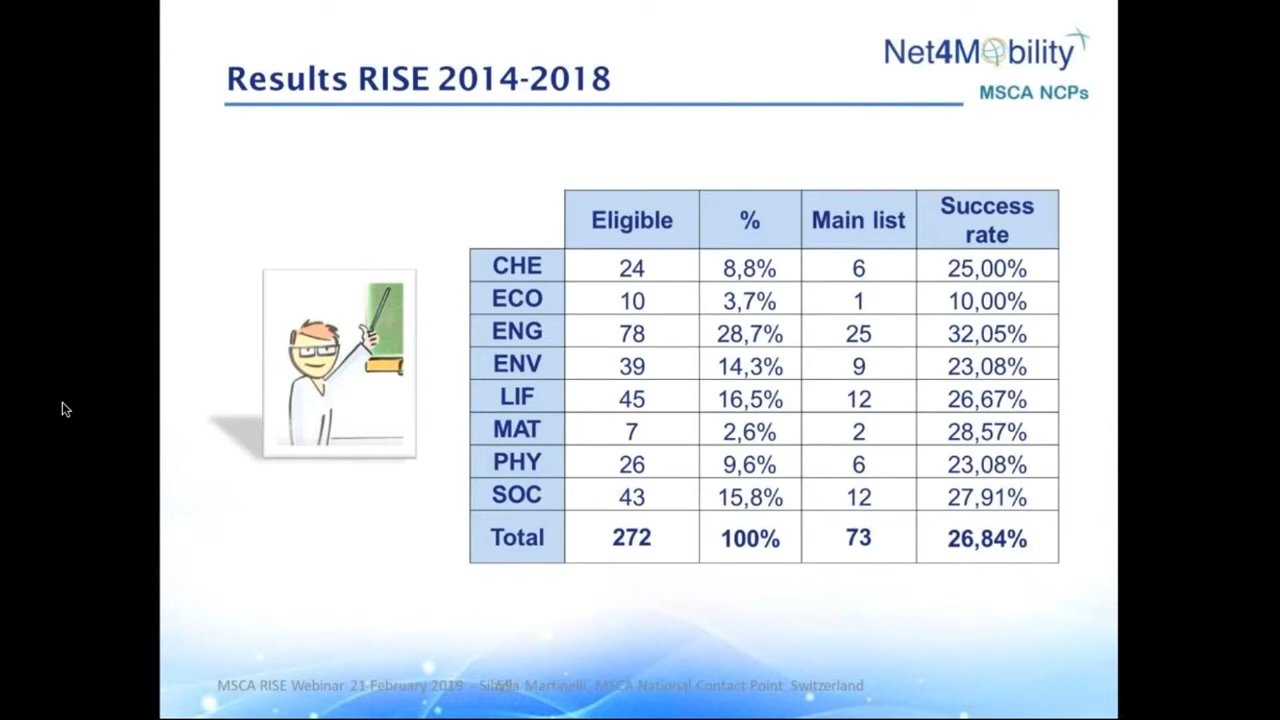 Net4Mobility
MSCA NCPs
Results RISE 2014-2018
Eligible % Main list Success rate
CHE 24 8,8% 6 25,00%
ECO 10 3,7% 1 10,00%
ENG 78 28,7% 25 32,05%
ENV 39 14,3% 9 23,08%
LIF 45 16,5% 12 26,67%
MAT 7 2,6% 2 28,57%
PHY 26 9,6% 6 23,08%
SOC 43 15,8% 12 27,91%
Total 272 100% 73 26,84%
MSCA RISE Webinar 21 February 2019 - Martinelli, MSCA National Contact Point Switzerland